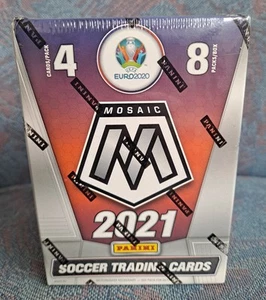 4
CARDS/PACK
UEFA
EURO2020
8
PACKS/BOX
MOSAIC
M
2021
PANINI
SOCCER TRADING CARDS